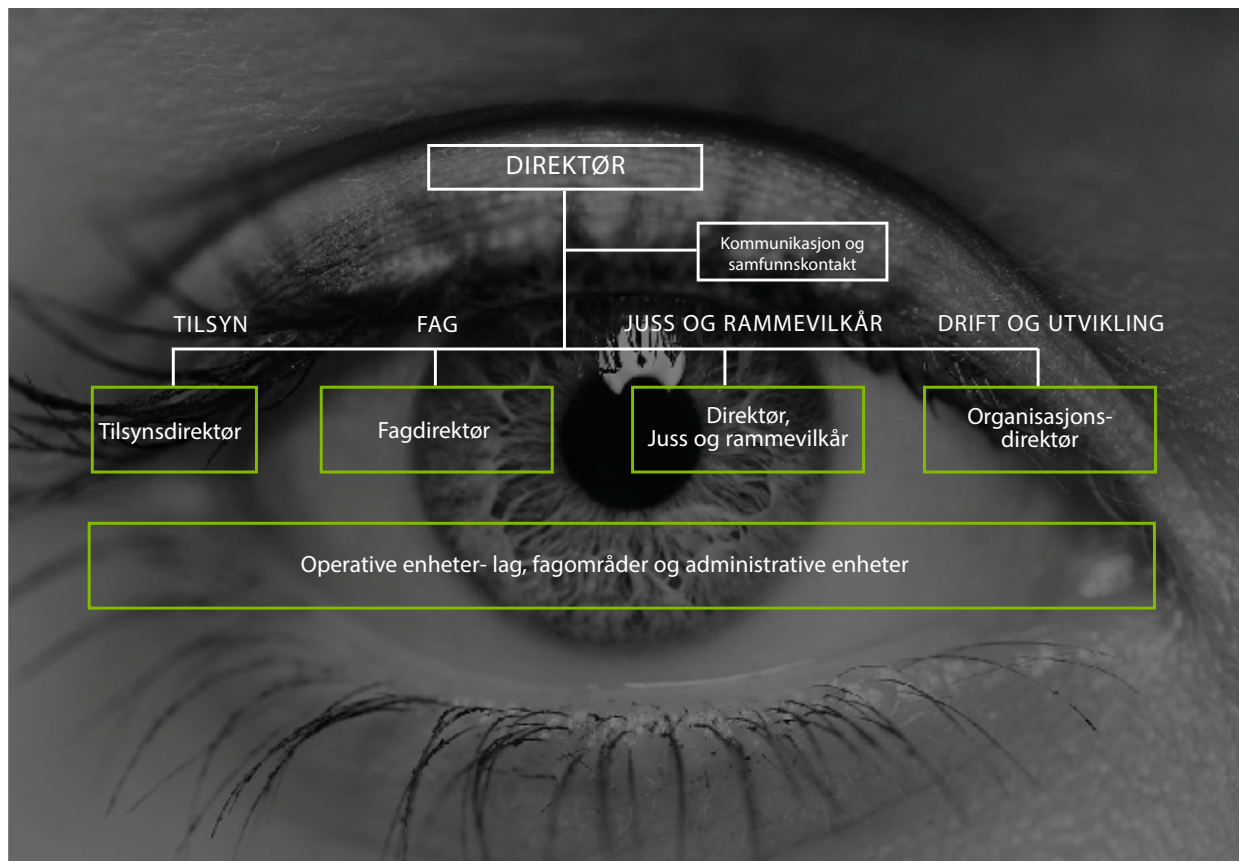 DIREKTØR
Kommunikasjon og
samfunnskontakt
TILSYN
FAG
JUSS OG RAMMEVILKÅR
DRIFT OG UTVIKLING
Tilsynsdirektør
Fagdirektør
Direktør,
Juss og rammevilkår
Organisasjons-
direktør
Operative enheter- lag, fagområder og administrative enheter